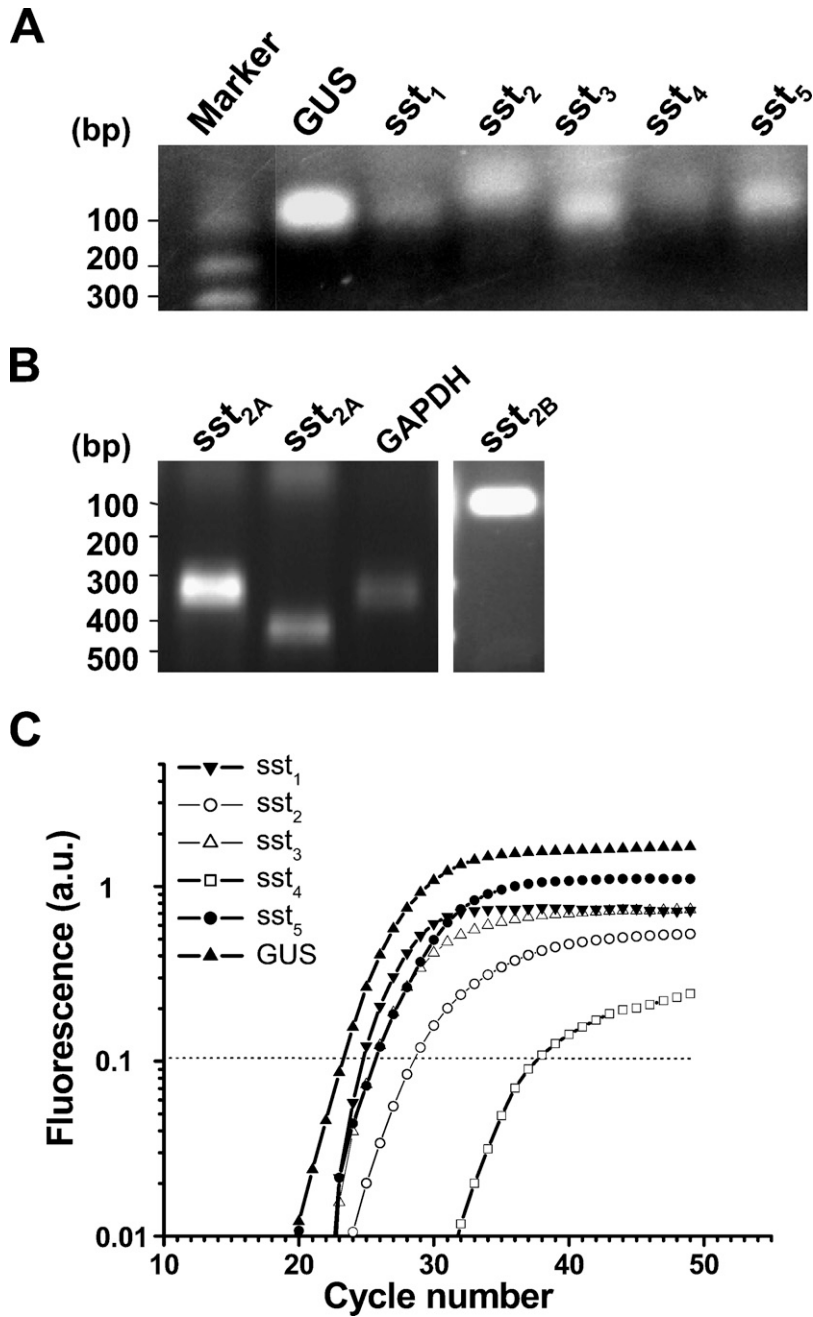 A
(bp) Marker GUS sst1 sst2 sst3 sst4 sst5
100
200
300
B
(bp) sst2A sst2A GAPDH sst2B
100
200
300
400
500
C
sst1
sst2
sst3
sst4
sst5
GUS
Fluorescence (a.u.)
1
0.1
0.01
10 20 30 40 50
Cycle number